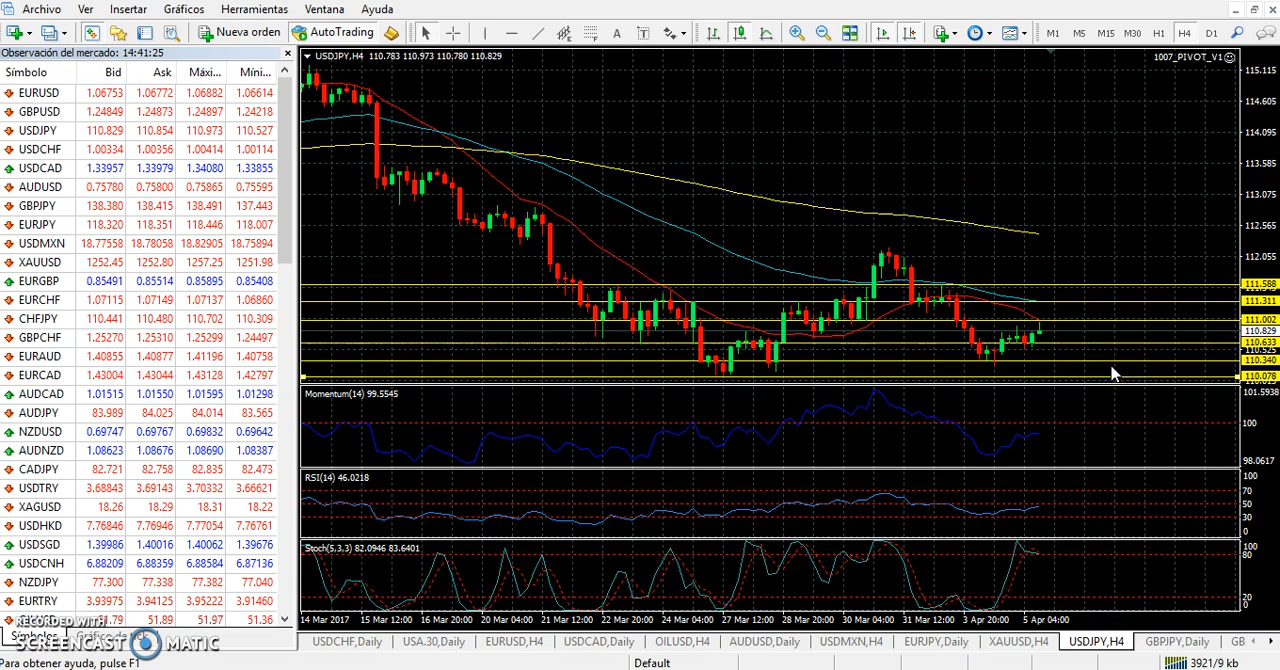 Archivo Ver Insertar Gráficos Herramientas Ventana Ayuda
Nueva orden AutoTrading A T M1 M5 M15 M30 H1 H4 D1
Observación del mercado: 14:41:25
Símbolo Bid Ask Máxi... Míni...
EURUSD 1.06753 1.06772 1.06882 1.06614
GBPUSD 1.24849 1.24873 1.24897 1.24218
USDJPY 110.829 110.854 110.973 110.527
USDCHF 1.00334 1.00356 1.00414 1.00114
USDCAD 1.33957 1.33979 1.34080 1.33855
AUDUSD 0.75780 0.75800 0.75865 0.75595
GBPJPY 138.380 138.415 138.491 137.443
EURJPY 118.320 118.351 118.446 118.007
USDMXN 18.77558 18.78058 18.82905 18.75894
XAUUSD 1252.45 1252.80 1257.25 1251.98
EURGBP 0.85491 0.85514 0.85895 0.85408
EURCHF 1.07115 1.07149 1.07137 1.06860
CHFJPY 110.441 110.480 110.702 110.309
GBPCHF 1.25270 1.25310 1.25299 1.24497
EURAUD 1.40855 1.40877 1.41196 1.40758
EURCAD 1.43004 1.43044 1.43128 1.42797
AUDCAD 1.01515 1.01550 1.01595 1.01298
AUDJPY 83.989 84.025 84.014 83.565
NZDUSD 0.69747 0.69767 0.69832 0.69642
AUDNZD 1.08623 1.08676 1.08690 1.08387
CADJPY 82.721 82.758 82.835 82.473
USDTRY 3.68843 3.69143 3.70332 3.66621
XAGUSD 18.26 18.29 18.31 18.22
USDHKD 7.76846 7.76946 7.77054 7.76761
USDSGD 1.39986 1.40016 1.40062 1.39676
USDCNH 6.88209 6.88359 6.88584 6.87136
NZDJPY 77.300 77.338 77.382 77.040
EURTRY 3.93975 3.94125 3.95222 3.91460
51.79 51.89 51.97 51.36
RECORDED WITH
SCREENCAST MATIC
Símbolos Gráfico de tick
USDJPY,H4 110.783 110.973 110.780 110.829
1007_PIVOT_V1
115.115
114.605
114.095
113.585
113.075
112.565
112.055
111.588
111.311
111.002
110.829
110.633
110.525
110.340
110.078
Momentum(14) 99.5545
101.5938
100
98.0617
RSI(14) 46.0218
100
70
50
30
0
Stoch(5,3,3) 82.0946 83.6401
100
80
20
0
14 Mar 2017 15 Mar 12:00 16 Mar 20:00 20 Mar 04:00 21 Mar 12:00 22 Mar 20:00 24 Mar 04:00 27 Mar 12:00 28 Mar 20:00 30 Mar 04:00 31 Mar 12:00 3 Apr 20:00 5 Apr 04:00
USDCHF,Daily USA.30,Daily EURUSD,H4 USDCAD,Daily OILUSD,H4 AUDUSD,Daily USDMXN,H4 EURJPY,Daily XAUUSD,H4 USDJPY,H4 GBPJPY,Daily GB
Para obtener ayuda, pulse F1 Default 3921/9 kb